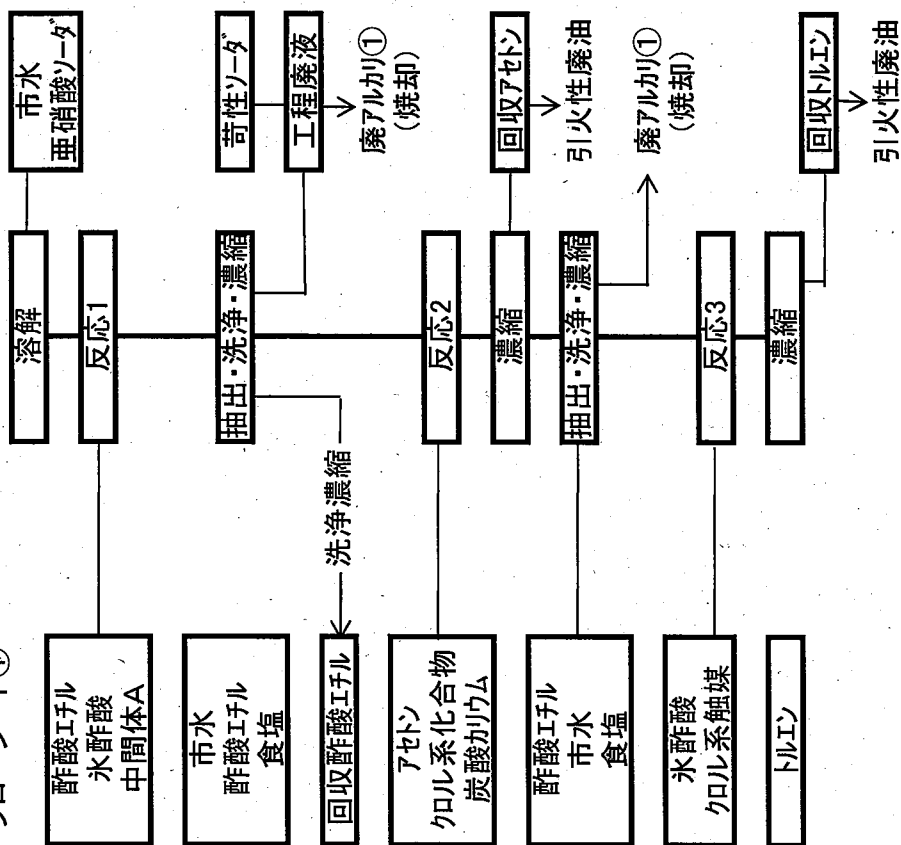 溶解
市水
亜硝酸ソーダ
酢酸エチル
氷酢酸
中間体A
反応1
市水
酢酸エチル
食塩
抽出・洗浄・濃縮
苛性ソーダ
工程廃液
廃アルカリ①
(焼却)
回収酢酸エチル
洗浄濃縮
アセトン
クロル系化合物
炭酸カリウム
反応2
濃縮
回収アセトン
引火性廃油
酢酸エチル
市水
食塩
抽出・洗浄・濃縮
廃アルカリ①
(焼却)
氷酢酸
クロル系触媒
反応3
トルエン
濃縮
回収トルエン
引火性廃油